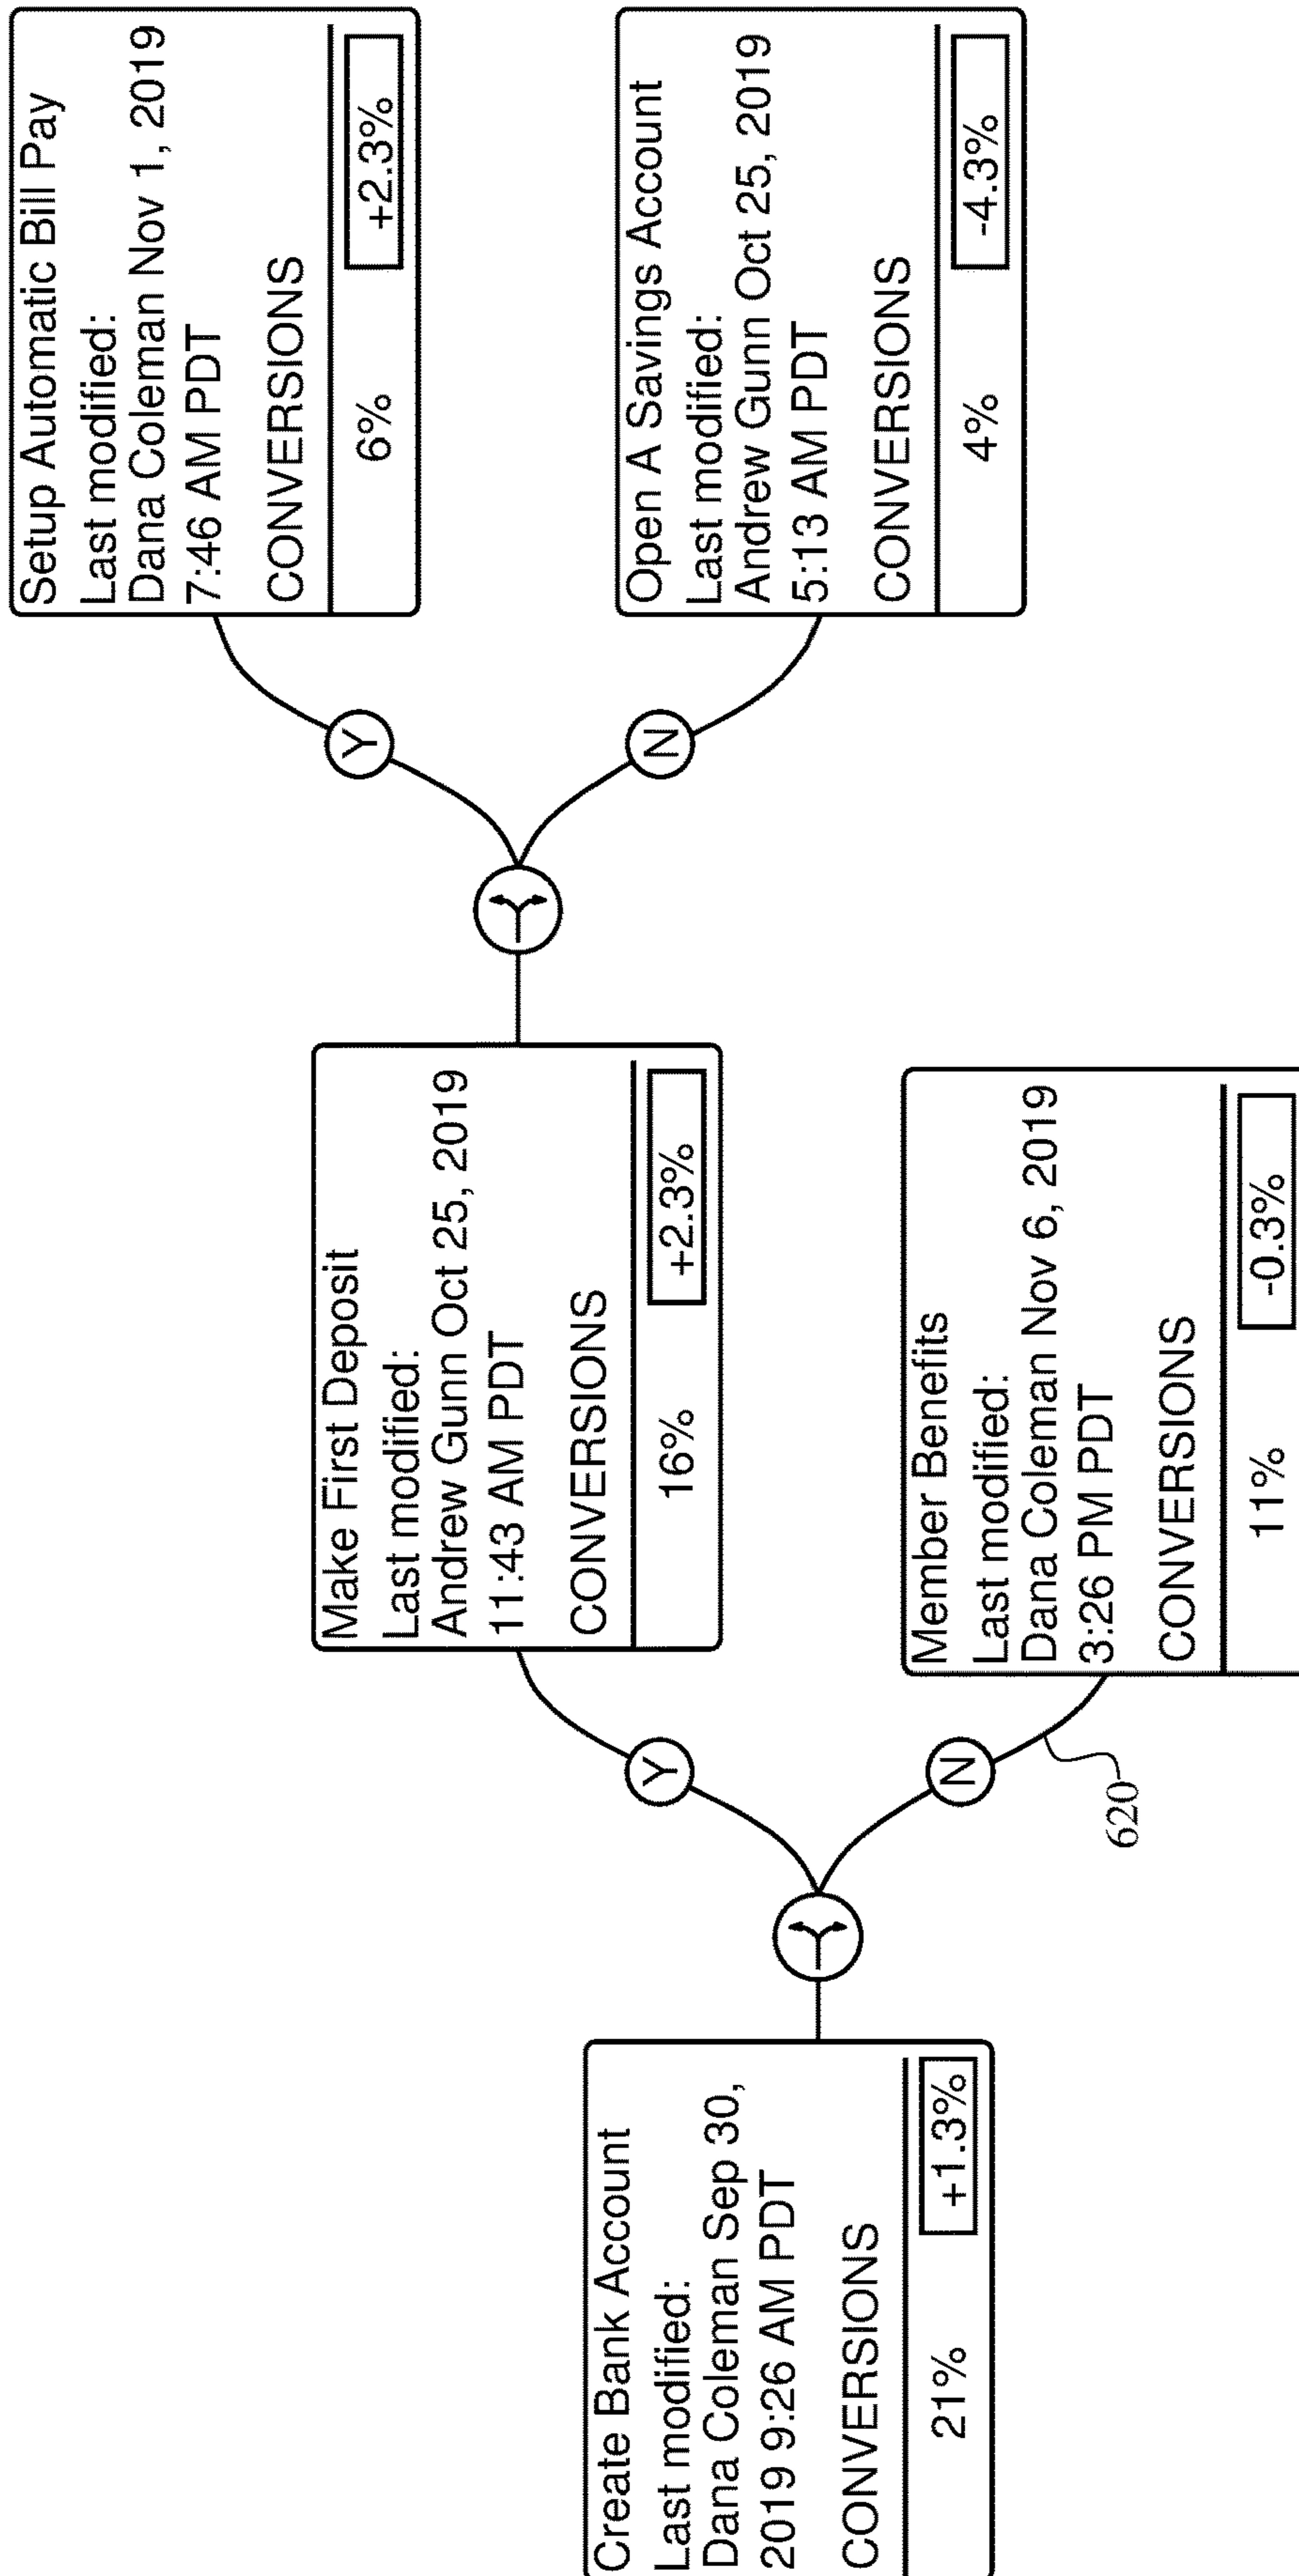 Create Bank Account
Last modified:
Dana Coleman Sep 30,
2019 9:26 AM PDT
CONVERSIONS
21% +1.3%
Y
N
620
Make First Deposit
Last modified:
Andrew Gunn Oct 25, 2019
11:43 AM PDT
CONVERSIONS
16% +2.3%
Member Benefits
Last modified:
Dana Coleman Nov 6, 2019
3:26 PM PDT
CONVERSIONS
11% -0.3%
Y
N
Setup Automatic Bill Pay
Last modified:
Dana Coleman Nov 1, 2019
7:46 AM PDT
CONVERSIONS
6% +2.3%
Open A Savings Account
Last modified:
Andrew Gunn Oct 25, 2019
5:13 AM PDT
CONVERSIONS
4% -4.3%